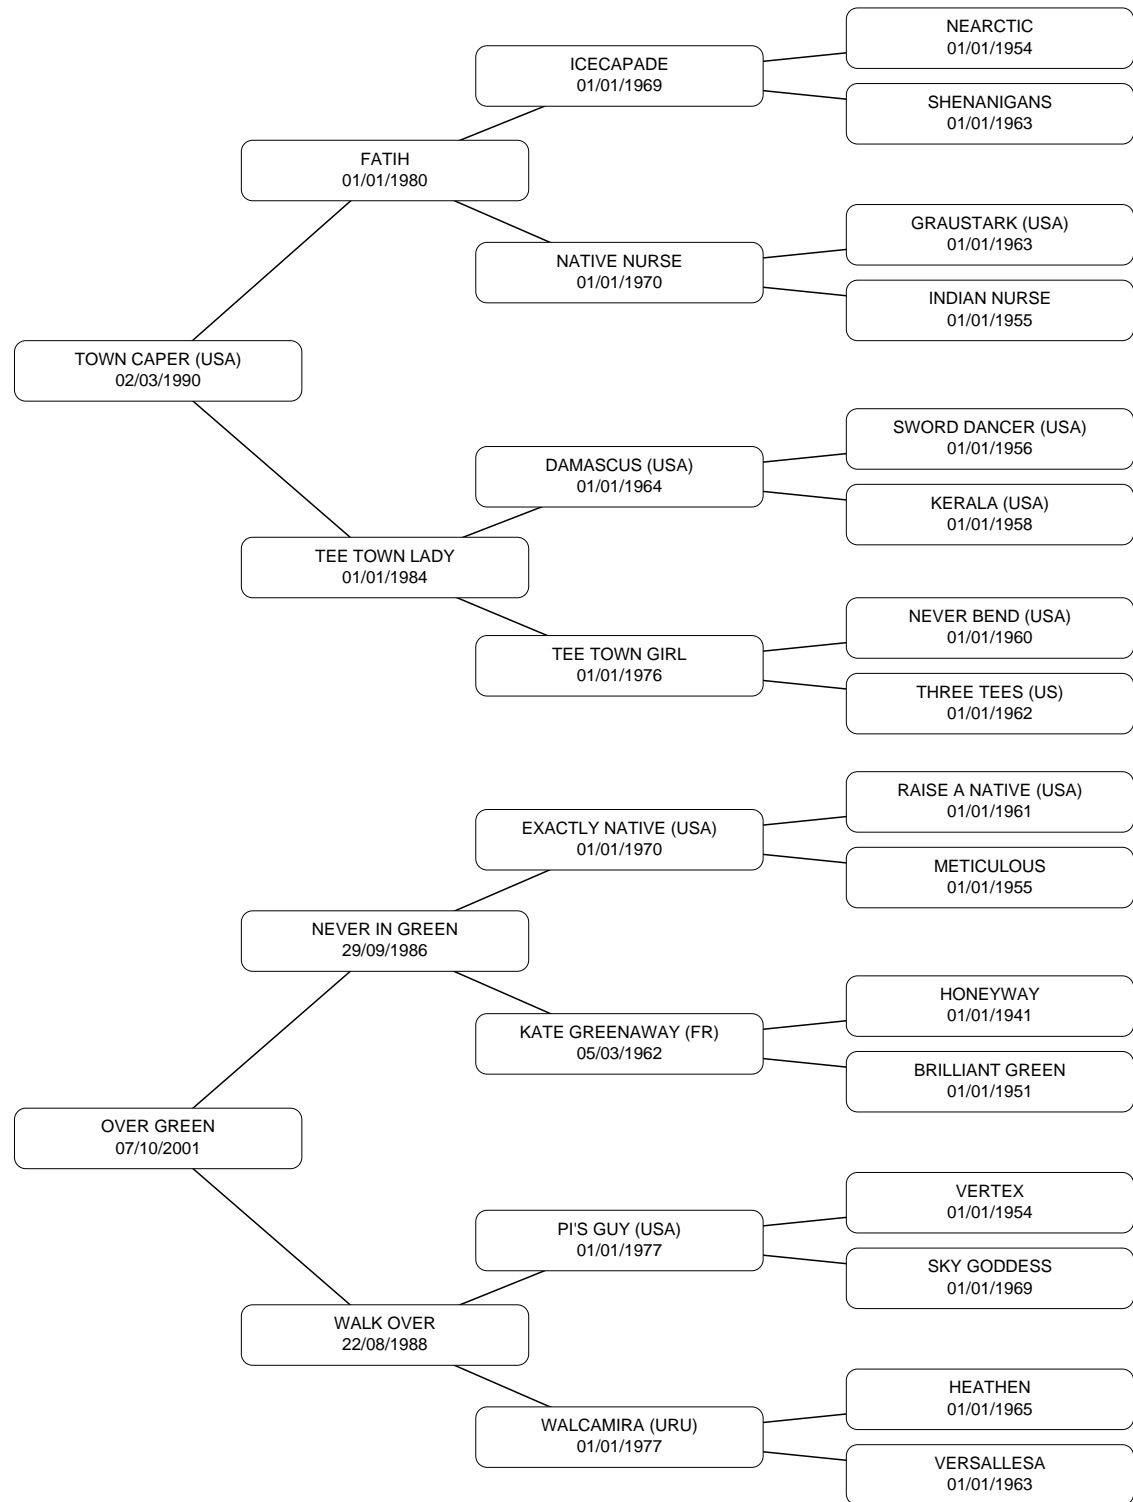 NEARCTIC
01/01/1954
ICECAPADE
01/01/1969
SHENANIGANS
01/01/1963
FATIH
01/01/1980
GRAUSTARK (USA)
01/01/1963
NATIVE NURSE
01/01/1970
INDIAN NURSE
01/01/1955
TOWN CAPER (USA)
02/03/1990
SWORD DANCER (USA)
01/01/1956
DAMASCUS (USA)
01/01/1964
KERALA (USA)
01/01/1958
TEE TOWN LADY
01/01/1984
NEVER BEND (USA)
01/01/1960
TEE TOWN GIRL
01/01/1976
THREE TEES (US)
01/01/1962
RAISE A NATIVE (USA)
01/01/1961
EXACTLY NATIVE (USA)
01/01/1970
METICULOUS
01/01/1955
NEVER IN GREEN
29/09/1986
HONEYWAY
01/01/1941
KATE GREENAWAY (FR)
05/03/1962
BRILLIANT GREEN
01/01/1951
OVER GREEN
07/10/2001
VERTEX
01/01/1954
PI'S GUY (USA)
01/01/1977
SKY GODDESS
01/01/1969
WALK OVER
22/08/1988
HEATHEN
01/01/1965
WALCAMIRA (URU)
01/01/1977
VERSALLESA
01/01/1963